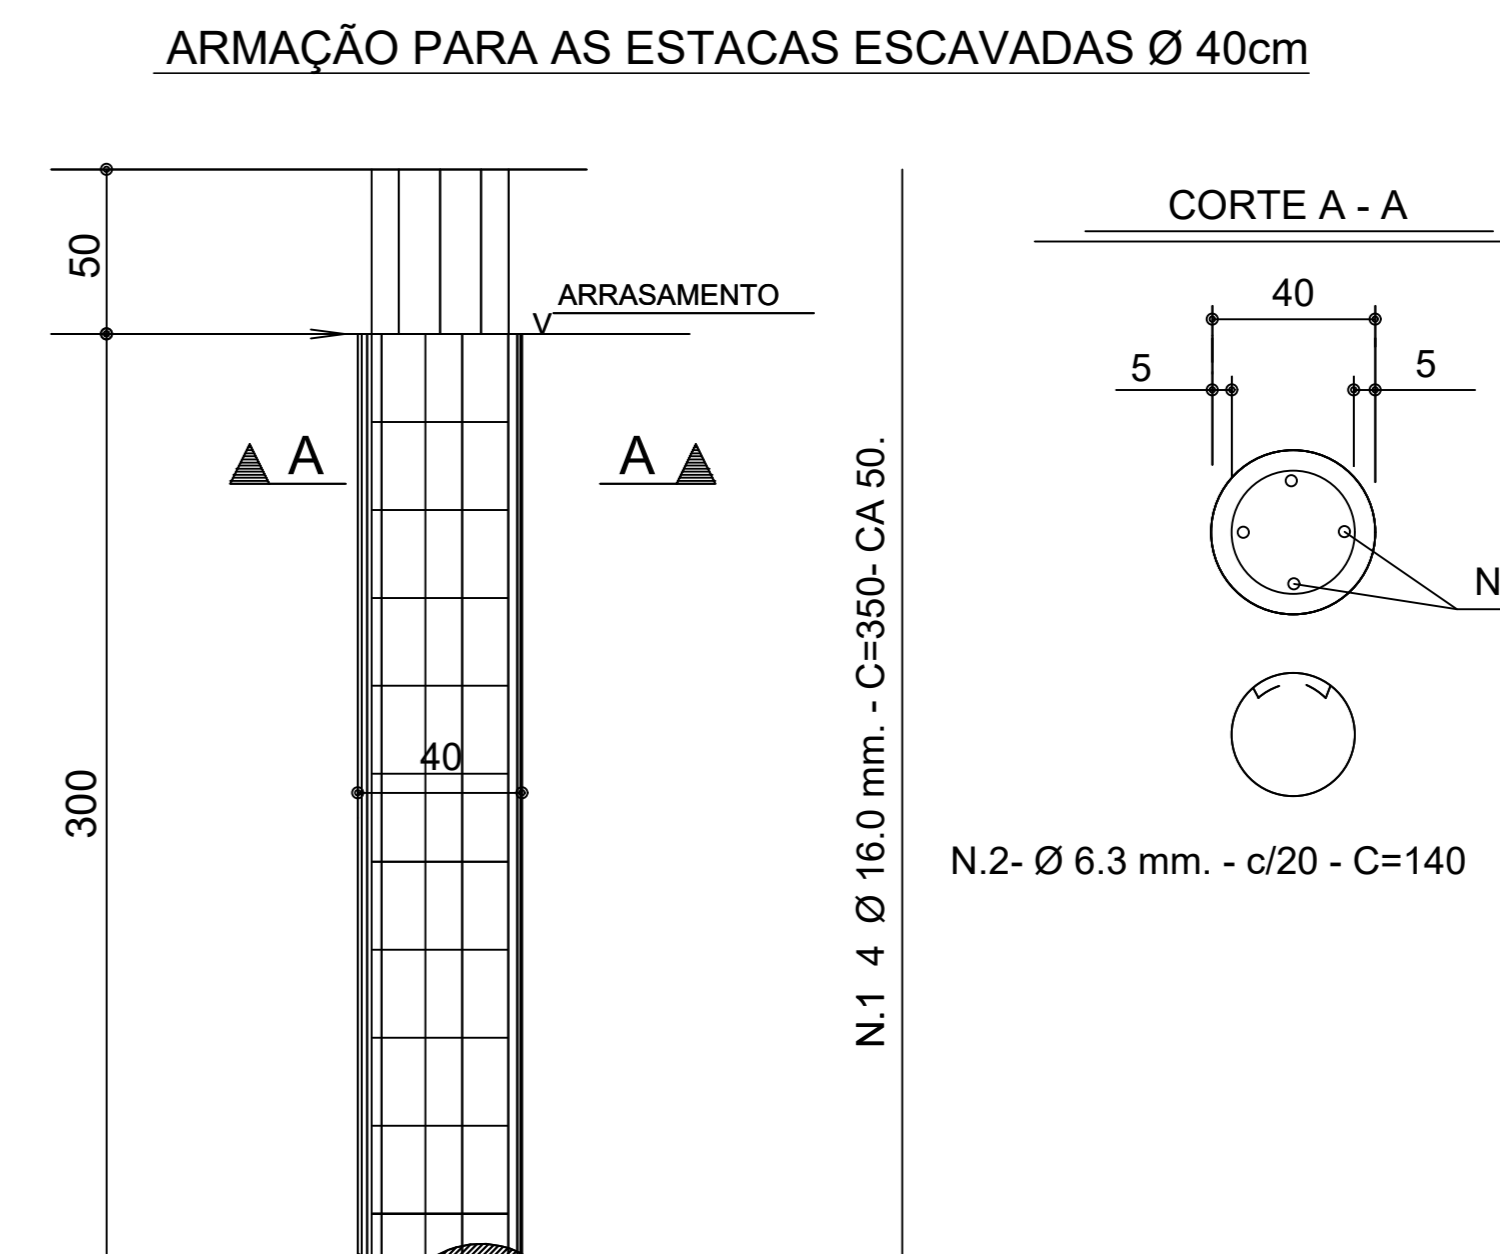 ARMAÇÃO PARA AS ESTACAS ESCAVADAS Ø 40cm
50
ARRASAMENTO
A
A
300
40
N.1 4 Ø 16.0 mm. - C=350- CA 50.
CORTE A - A
40
5
5
N
N.2- Ø 6.3 mm. - c/20 - C=140